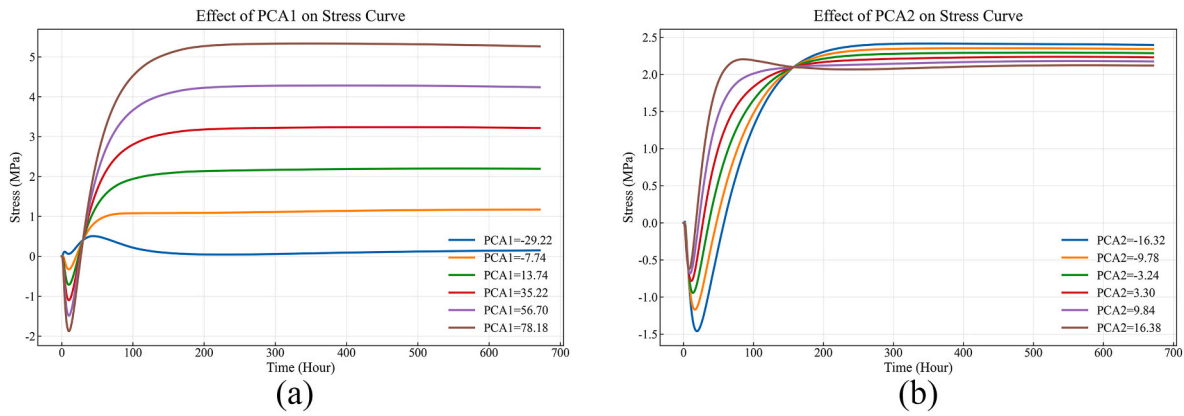 Effect of PCA1 on Stress Curve
Stress (MPa)
5
4
3
2
1
0
-1
-2
PCA1=-29.22
PCA1=-7.74
PCA1=13.74
PCA1=35.22
PCA1=56.70
PCA1=78.18
0 100 200 300 400 500 600 700
Time (Hour)
(a)
Effect of PCA2 on Stress Curve
Stress (MPa)
2.5
2.0
1.5
1.0
0.5
0.0
-0.5
-1.0
-1.5
PCA2=-16.32
PCA2=-9.78
PCA2=-3.24
PCA2=3.30
PCA2=9.84
PCA2=16.38
0 100 200 300 400 500 600 700
Time (Hour)
(b)